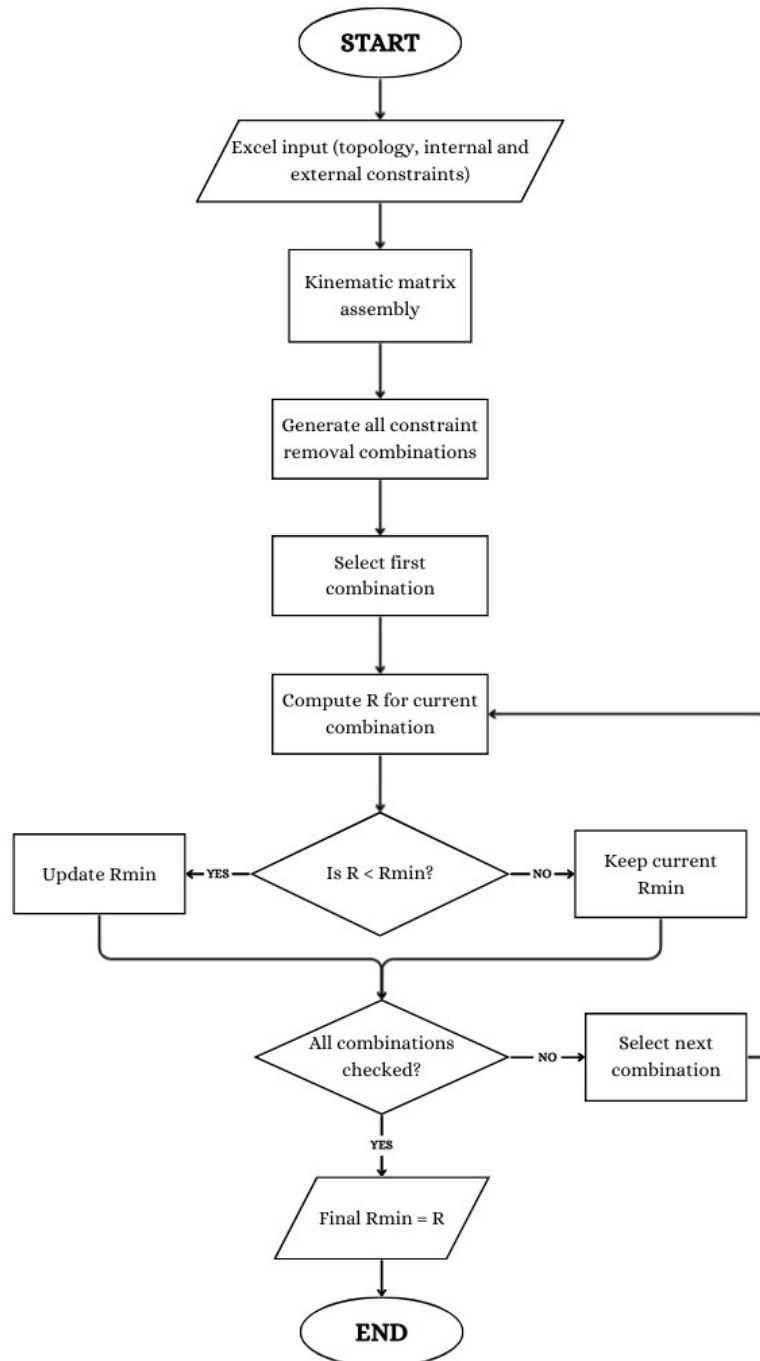 START
Excel input (topology, internal and
external constraints)
Kinematic matrix
assembly
Generate all constraint
removal combinations
Select first
combination
Compute R for current
combination
Update Rmin
YES
Is R < Rmin?
NO
Keep current
Rmin
All combinations
checked?
NO
Select next
combination
YES
Final Rmin = R
END